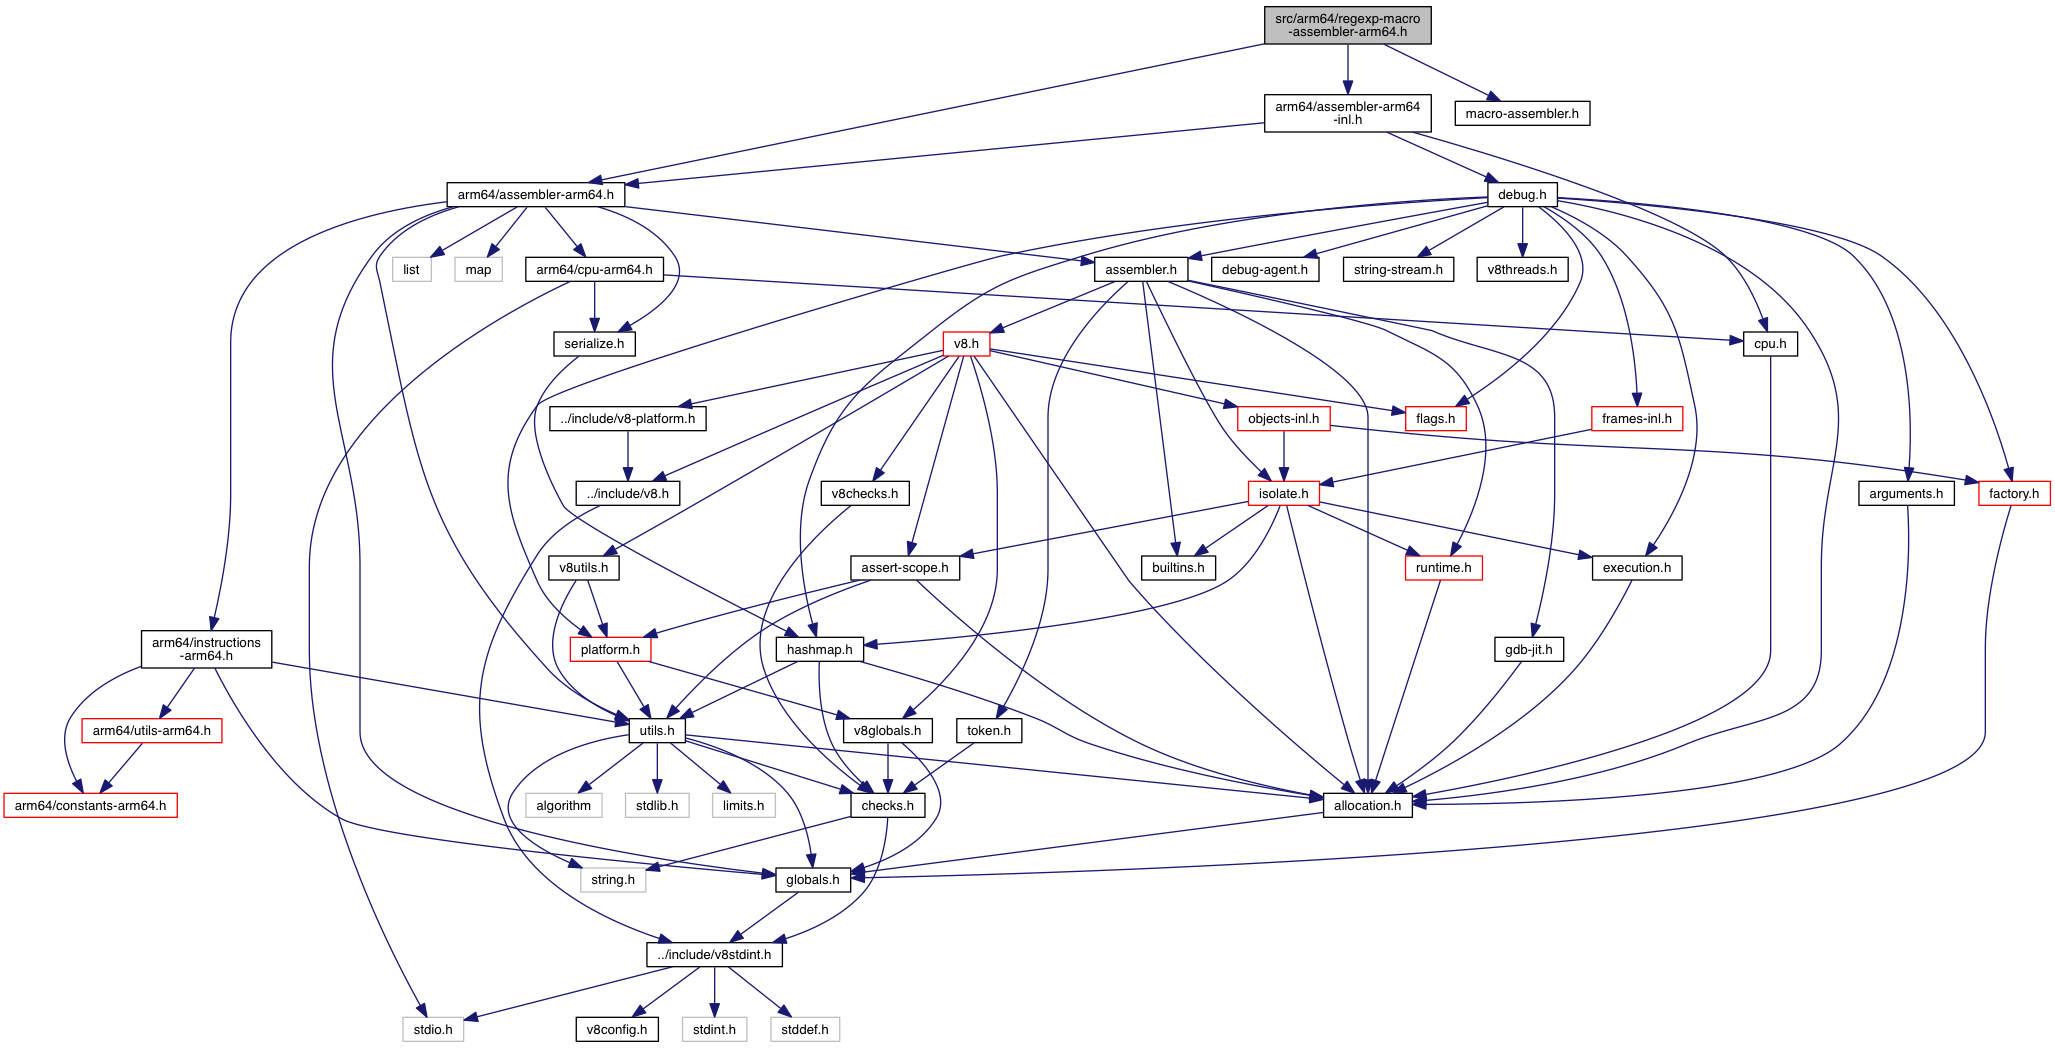 src/arm64/regexp-macro
-assembler-arm64.h
arm64/assembler-arm64
-inl.h
macro-assembler.h
arm64/assembler-arm64.h
debug.h
list
map
arm64/cpu-arm64.h
assembler.h
debug-agent.h
string-stream.h
v8threads.h
serialize.h
v8.h
cpu.h
../include/v8-platform.h
objects-inl.h
flags.h
frames-inl.h
../include/v8.h
v8checks.h
isolate.h
arguments.h
factory.h
v8utils.h
assert-scope.h
builtins.h
runtime.h
execution.h
arm64/instructions
-arm64.h
platform.h
hashmap.h
gdb-jit.h
arm64/utils-arm64.h
utils.h
v8globals.h
token.h
arm64/constants-arm64.h
algorithm
stdlib.h
limits.h
checks.h
allocation.h
string.h
globals.h
../include/v8stdint.h
stdio.h
v8config.h
stdint.h
stddef.h